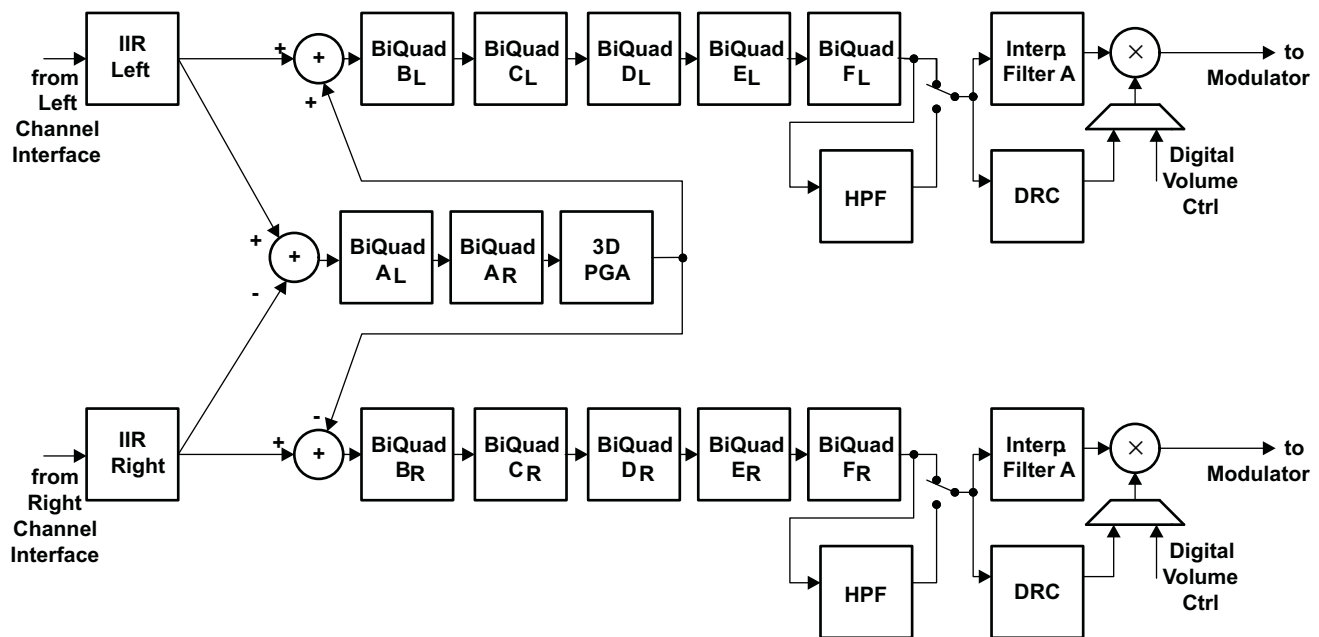 IIR
Left
from
Left
Channel
Interface
+
+
+
BiQuad
BL
BiQuad
CL
BiQuad
DL
BiQuad
EL
BiQuad
FL
HPF
Interp.
Filter A
DRC
×
to
Modulator
Digital
Volume
Ctrl
+
-
+
BiQuad
AL
BiQuad
AR
3D
PGA
IIR
Right
from
Right
Channel
Interface
+
-
+
BiQuad
BR
BiQuad
CR
BiQuad
DR
BiQuad
ER
BiQuad
FR
HPF
Interp.
Filter A
DRC
×
to
Modulator
Digital
Volume
Ctrl